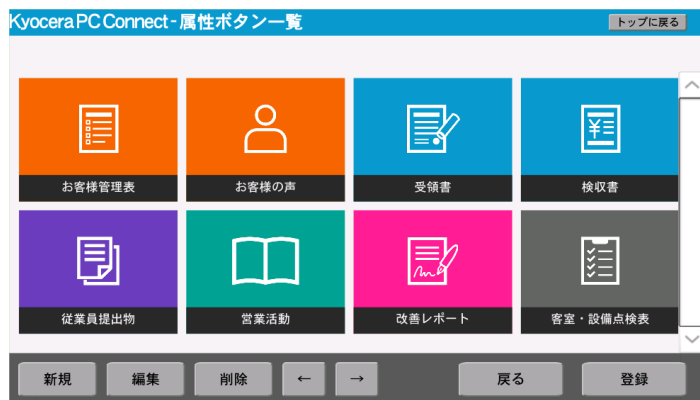 Kyocera PC Connect - 属性ボタン一覧
トップに戻る
お客様管理表
お客様の声
受領書
検収書
従業員提出物
営業活動
改善レポート
客室・設備点検表
新規
編集
削除
←
→
戻る
登録